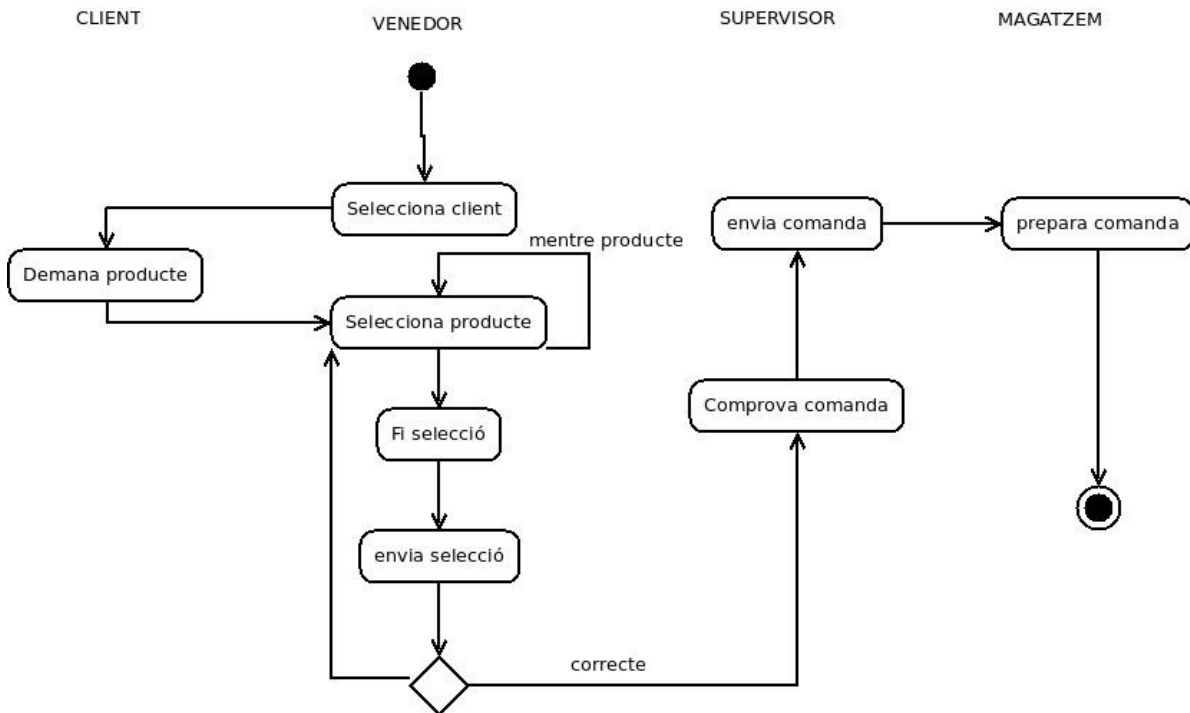 CLIENT
VENEDOR
SUPERVISOR
MAGATZEM
Selecciona client
envia comanda
prepara comanda
mentre producte
Demana producte
Selecciona producte
Comprova comanda
Fi selecció
envia selecció
correcte